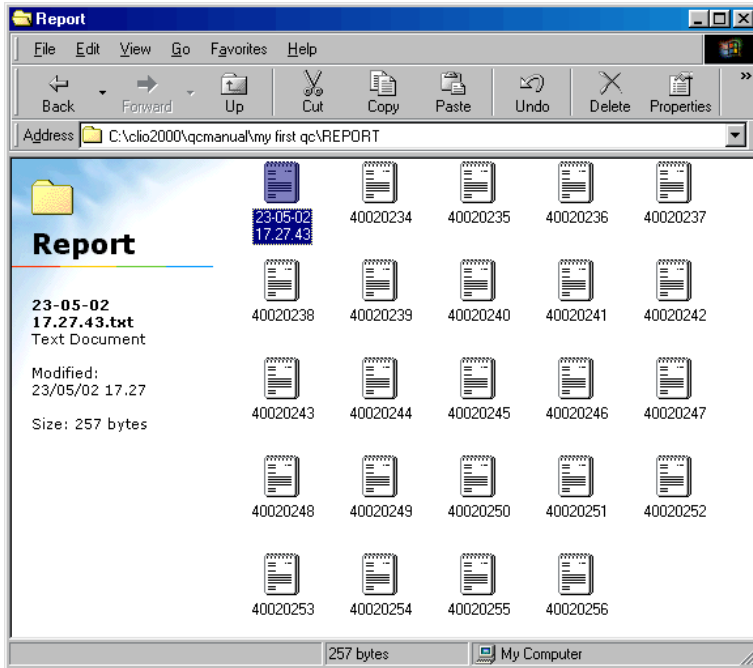 Report
File Edit View Go Favorites Help
Back Forward Up Cut Copy Paste Undo Delete Properties »
Address C:\clio2000\qcmanual\my first qc\REPORT
Report
23-05-02
17.27.43.txt
Text Document
Modified:
23/05/02 17.27
Size: 257 bytes
23-05-02
17.27.43
40020234 40020235 40020236 40020237
40020238 40020239 40020240 40020241 40020242
40020243 40020244 40020245 40020246 40020247
40020248 40020249 40020250 40020251 40020252
40020253 40020254 40020255 40020256
257 bytes My Computer